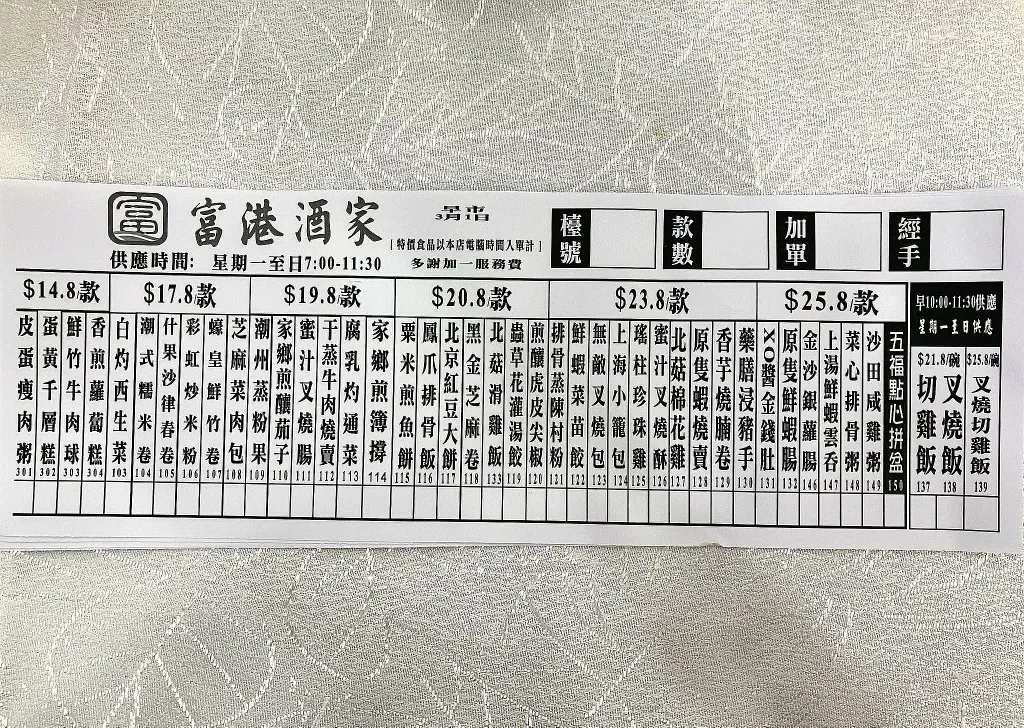 富
富港酒家
早市
3月1日
供應時間: 星期一至日7:00-11:30
[ 特價食品以本店電腦時間入單計 ]
多謝加一服務費
檯號
款數
加單
經手
$14.8/款
皮蛋瘦肉粥 301
蛋黃千層糕 302
鮮竹牛肉球 303
香煎蘿蔔糕 304
$17.8/款
白灼西生菜 103
潮式糯米卷 104
什果沙律春卷 105
彩虹炒米粉 106
蠔皇鮮竹卷 107
芝麻菜肉包 108
$19.8/款
潮州蒸粉果 109
家鄉煎釀茄子 110
蜜汁叉燒腸 111
干蒸牛肉燒賣 112
腐乳灼通菜 113
家鄉煎簿撐 114
$20.8/款
粟米煎魚餅 115
鳳爪排骨飯 116
北京紅豆大餅 117
黑金芝麻卷 118
北菇滑雞飯 133
蟲草花灌湯餃 119
煎釀虎皮尖椒 120
$23.8/款
排骨蒸陳村粉 121
鮮蝦菜苗餃 122
無敵叉燒包 123
上海小籠包 124
瑤柱珍珠雞 125
蜜汁叉燒酥 126
北菇棉花雞 127
原隻蝦燒賣 128
香芋燒腩卷 129
藥膳浸豬手 130
$25.8/款
XO醬金錢肚 131
原隻鮮蝦腸 132
金沙銀蘿腸 146
上湯鮮蝦雲吞 147
菜心排骨粥 148
沙田咸雞粥 149
五福點心拼盆 150
早10:00-11:30供應
星期一至日供應
$21.8/碗
切雞飯 137
叉燒飯 138
$25.8/碗
叉燒切雞飯 139